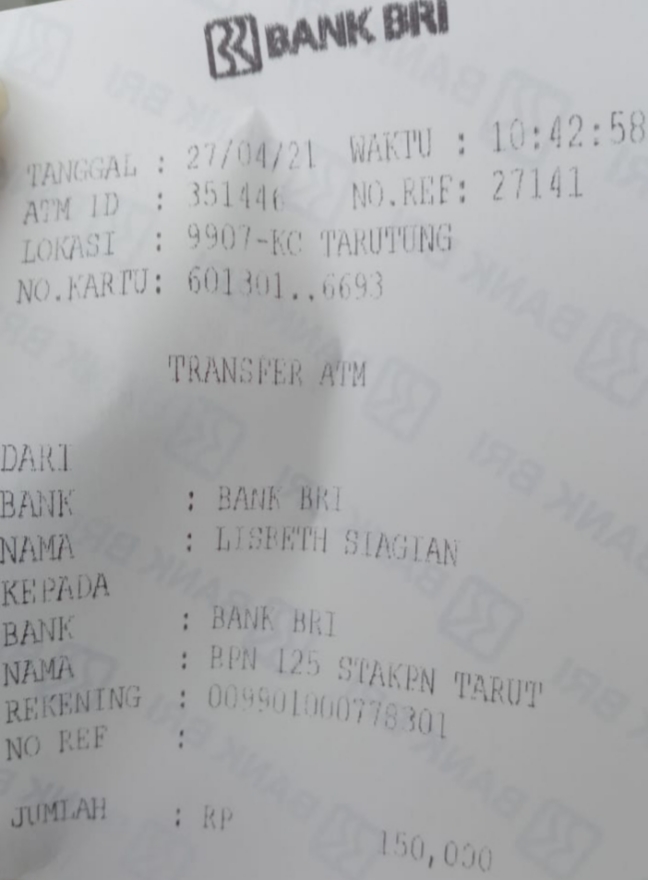 BANK BRI
TANGGAL : 27/04/21 WAKTU : 10:42:58
ATM ID : 351446 NO.REF: 27141
LOKASI : 9907-KC TARUTUNG
NO.KARTU: 601301..6693
TRANSFER ATM
DARI
BANK : BANK BRI
NAMA : LISBETH SIAGIAN
KEPADA
BANK : BANK BRI
NAMA : BPN 125 STAKPN TARUT
REKENING : 009901000778301
NO REF :
JUMLAH : RP 150,000